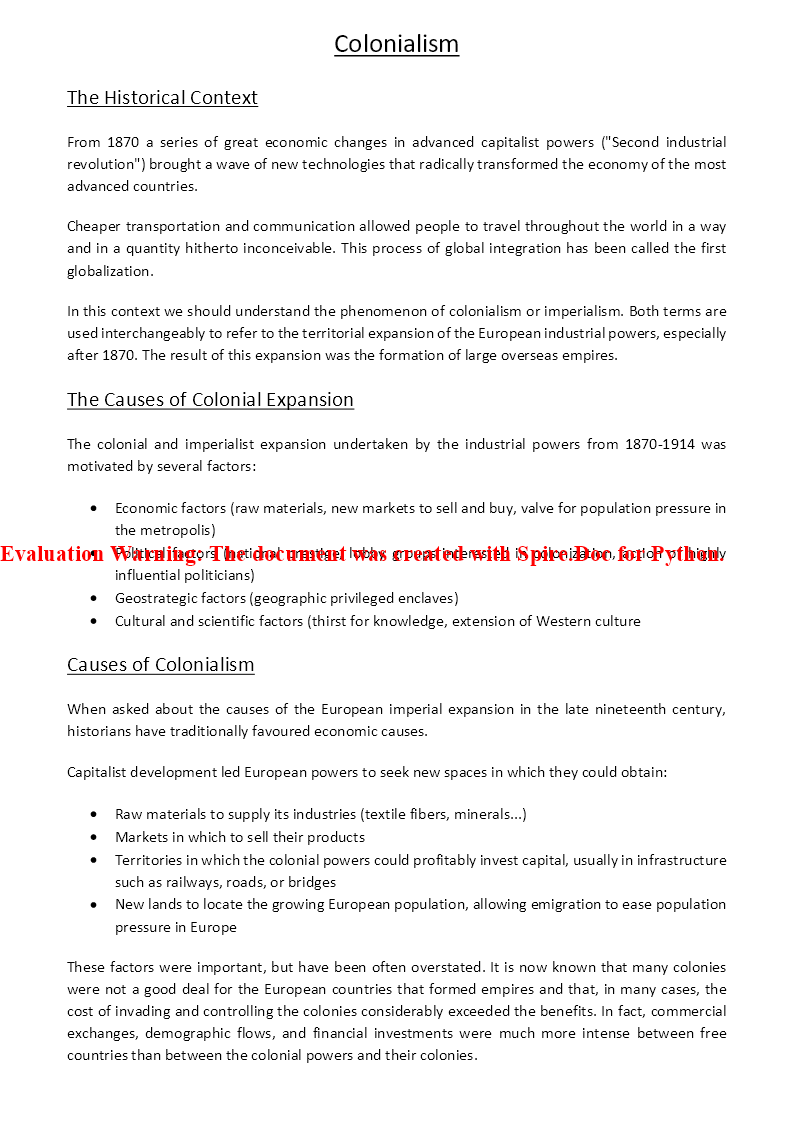 Colonialism
The Historical Context
From 1870 a series of great economic changes in advanced capitalist powers ("Second industrial
revolution") brought a wave of new technologies that radically transformed the economy of the most
advanced countries.
Cheaper transportation and communication allowed people to travel throughout the world in a way
and in a quantity hitherto inconceivable. This process of global integration has been called the first
globalization.
In this context we should understand the phenomenon of colonialism or imperialism. Both terms are
used interchangeably to refer to the territorial expansion of the European industrial powers, especially
after 1870. The result of this expansion was the formation of large overseas empires.
The Causes of Colonial Expansion
The colonial and imperialist expansion undertaken by the industrial powers from 1870-1914 was
motivated by several factors:
• Economic factors (raw materials, new markets to sell and buy, valve for population pressure in
the metropolis)
Evaluation Warning: The document was created with Spire.Doc for Python.
• Political factors (national prestige, lobby groups interested in colonization, action of highly
influential politicians)
• Geostrategic factors (geographic privileged enclaves)
• Cultural and scientific factors (thirst for knowledge, extension of Western culture
Causes of Colonialism
When asked about the causes of the European imperial expansion in the late nineteenth century,
historians have traditionally favoured economic causes.
Capitalist development led European powers to seek new spaces in which they could obtain:
• Raw materials to supply its industries (textile fibers, minerals...)
• Markets in which to sell their products
• Territories in which the colonial powers could profitably invest capital, usually in infrastructure
such as railways, roads, or bridges
• New lands to locate the growing European population, allowing emigration to ease population
pressure in Europe
These factors were important, but have been often overstated. It is now known that many colonies
were not a good deal for the European countries that formed empires and that, in many cases, the
cost of invading and controlling the colonies considerably exceeded the benefits. In fact, commercial
exchanges, demographic flows, and financial investments were much more intense between free
countries than between the colonial powers and their colonies.